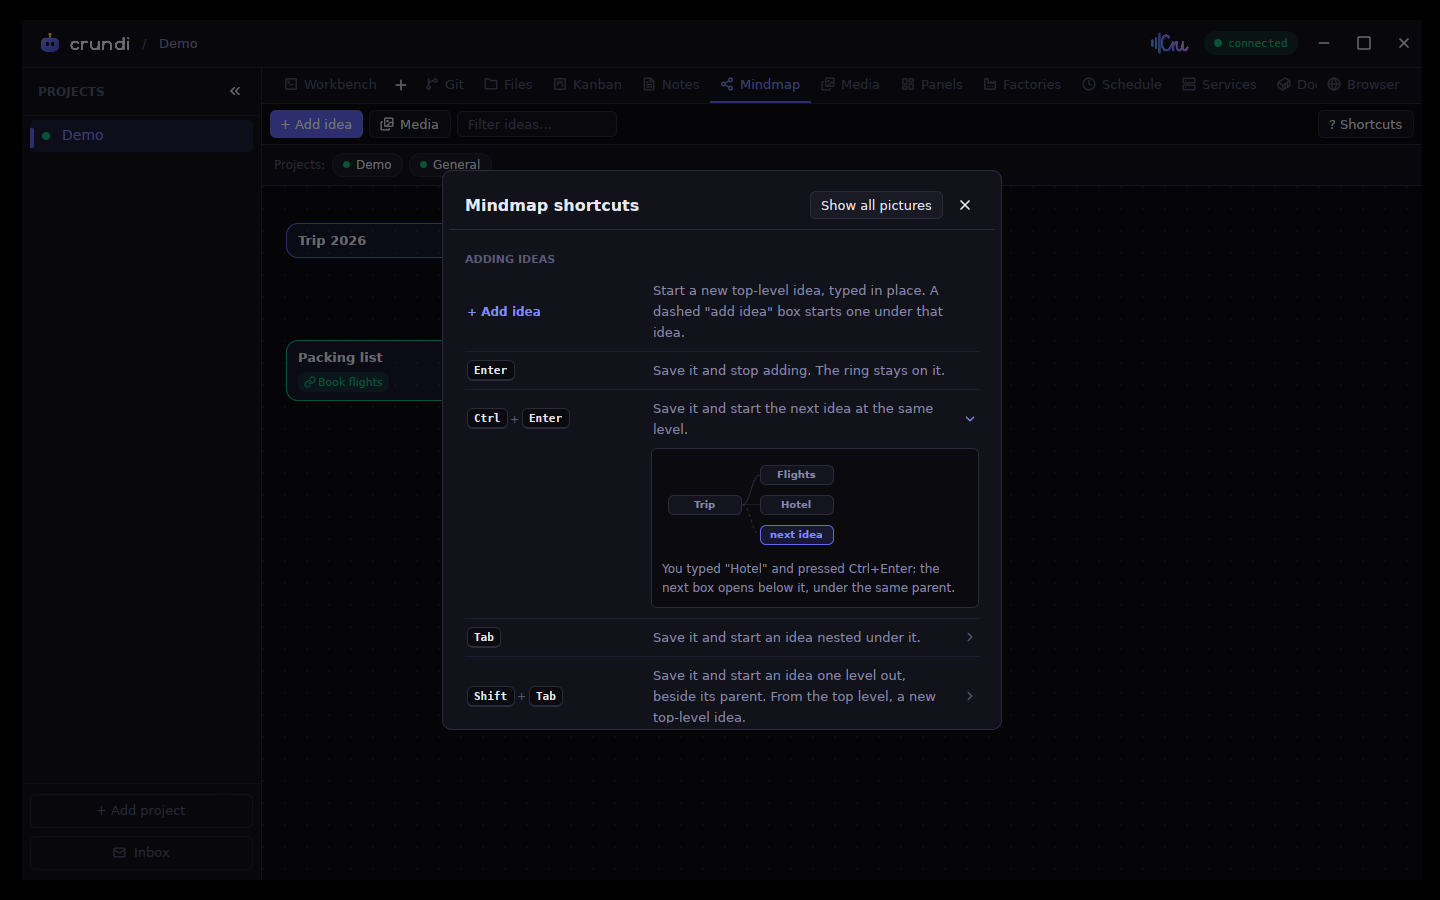 crundi / Demo
Cru
connected
PROJECTS
Workbench + Git Files Kanban Notes Mindmap Media Panels Factories Schedule Services Doc Browser
Demo
+ Add idea Media Filter ideas... ? Shortcuts
Projects: Demo General
Trip 2026
Packing list
Book flights
Mindmap shortcuts
Show all pictures
ADDING IDEAS
+ Add idea
Start a new top-level idea, typed in place. A
dashed "add idea" box starts one under that
idea.
Enter
Save it and stop adding. The ring stays on it.
Ctrl + Enter
Save it and start the next idea at the same
level.
Flights
Trip
Hotel
next idea
You typed "Hotel" and pressed Ctrl+Enter: the
next box opens below it, under the same parent.
Tab
Save it and start an idea nested under it.
Shift + Tab
Save it and start an idea one level out,
beside its parent. From the top level, a new
top-level idea.
+ Add project
Inbox